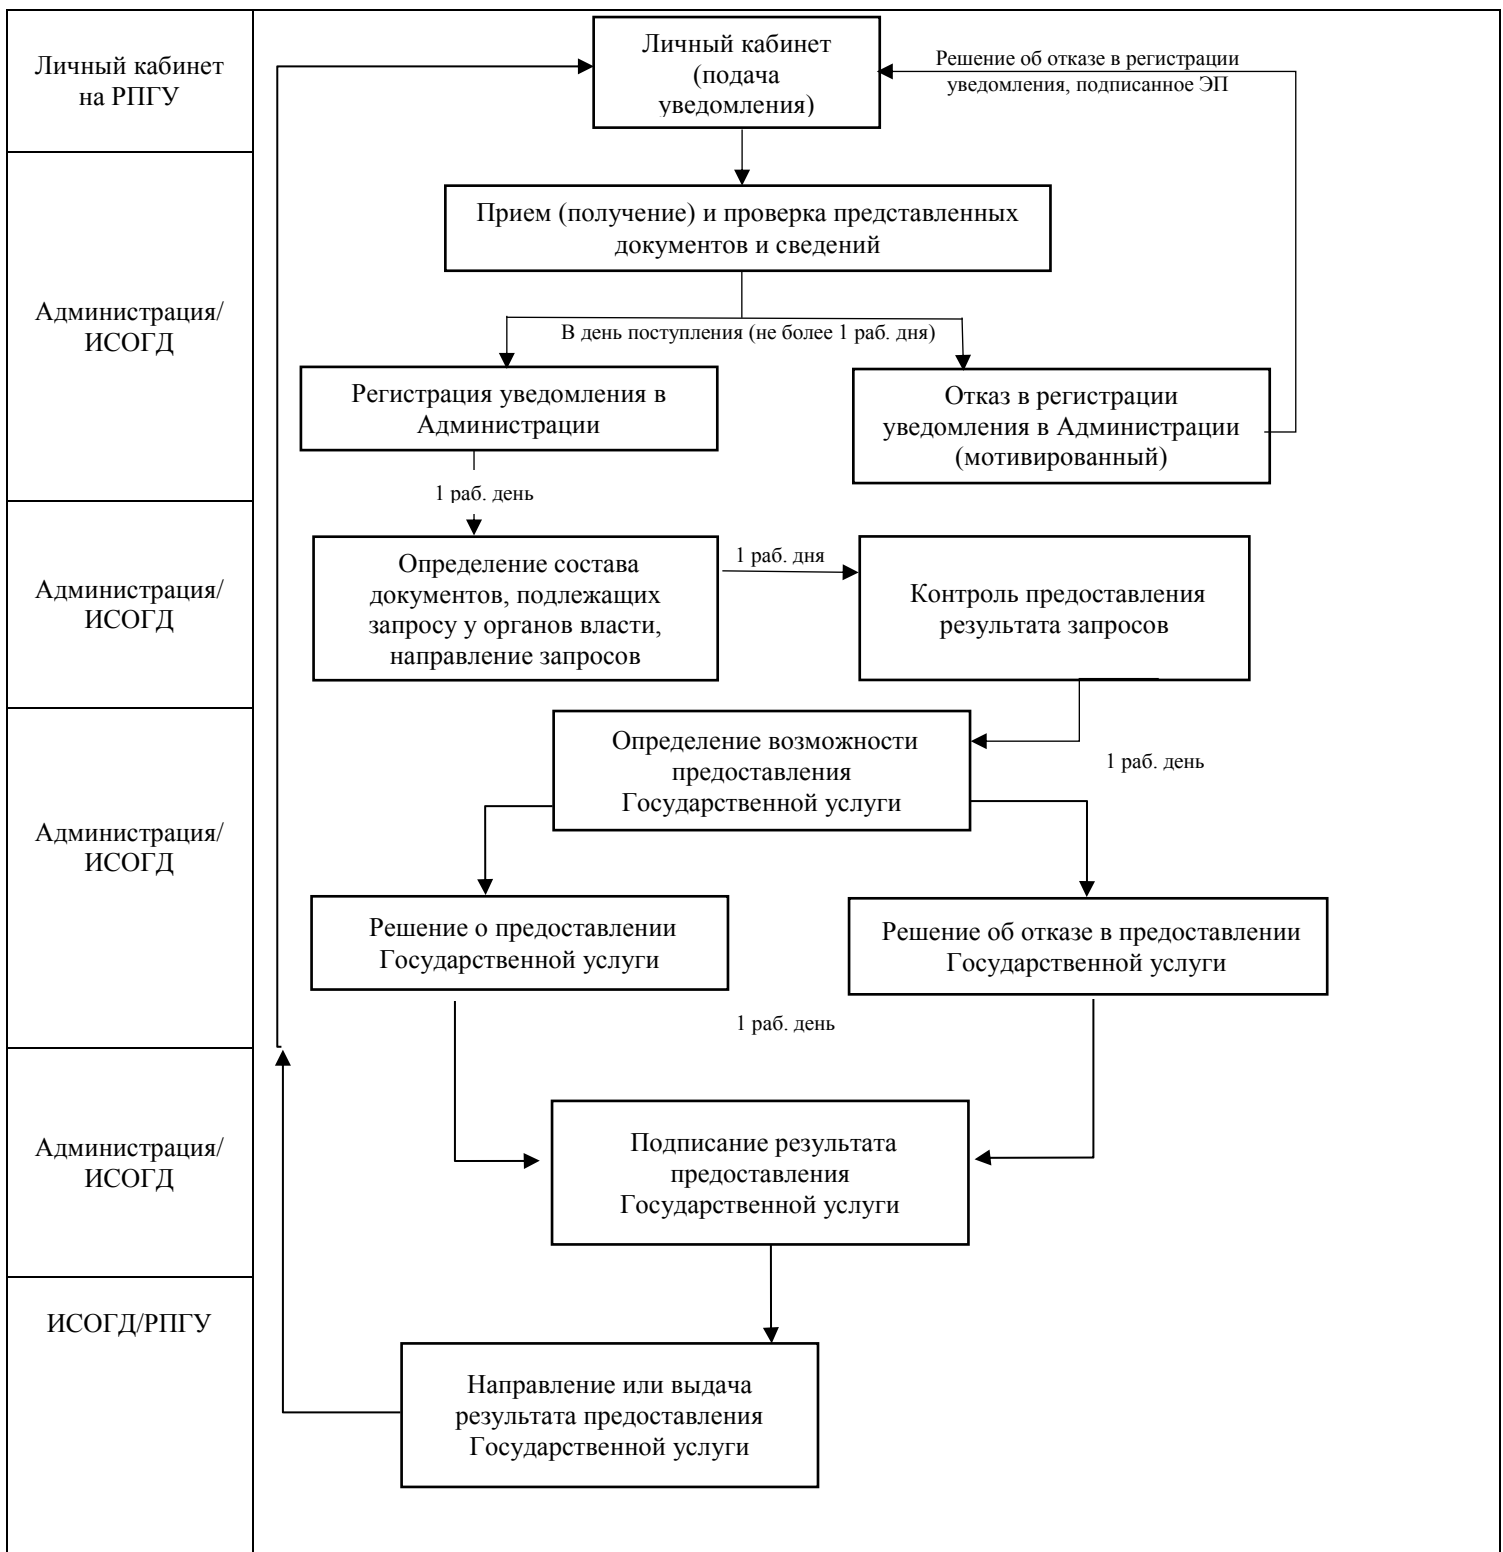 Личный кабинет
на РПГУ
Личный кабинет
(подача
уведомления)
Решение об отказе в регистрации
уведомления, подписанное ЭП
Администрация/
ИСОГД
Прием (получение) и проверка представленных
документов и сведений
В день поступления (не более 1 раб. дня)
Регистрация уведомления в
Администрации
Отказ в регистрации
уведомления в Администрации
(мотивированный)
1 раб. день
Администрация/
ИСОГД
Определение состава
документов, подлежащих
запросу у органов власти,
направление запросов
1 раб. дня
Контроль предоставления
результата запросов
Администрация/
ИСОГД
Определение возможности
предоставления
Государственной услуги
1 раб. день
Решение о предоставлении
Государственной услуги
Решение об отказе в предоставлении
Государственной услуги
1 раб. день
Администрация/
ИСОГД
Подписание результата
предоставления
Государственной услуги
ИСОГД/РПГУ
Направление или выдача
результата предоставления
Государственной услуги